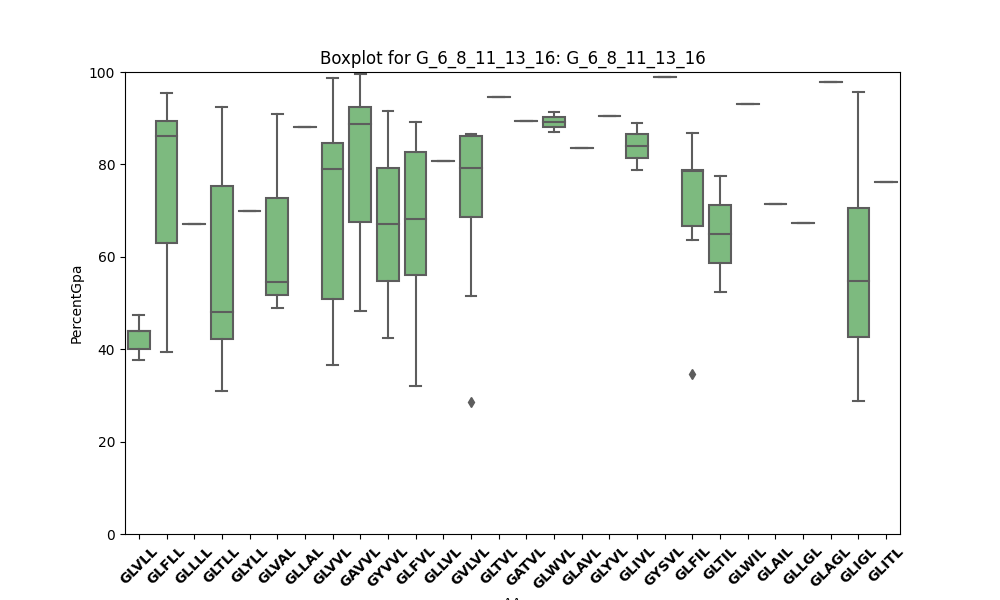 Boxplot for G_6_8_11_13_16: G_6_8_11_13_16
PercentGpa
100
80
60
40
20
0
GLVLL
GLFLL
GLLLL
GLTLL
GLYLL
GLVAL
GLLAL
GLVVL
GAVVL
GYVVL
GLFVL
GLLVL
GVLVL
GLTVL
GATVL
GLWVL
GLAVL
GLYVL
GLIVL
GYSVL
GLFIL
GLTIL
GLWIL
GLAIL
GLLGL
GLAGL
GLIGL
GLITL